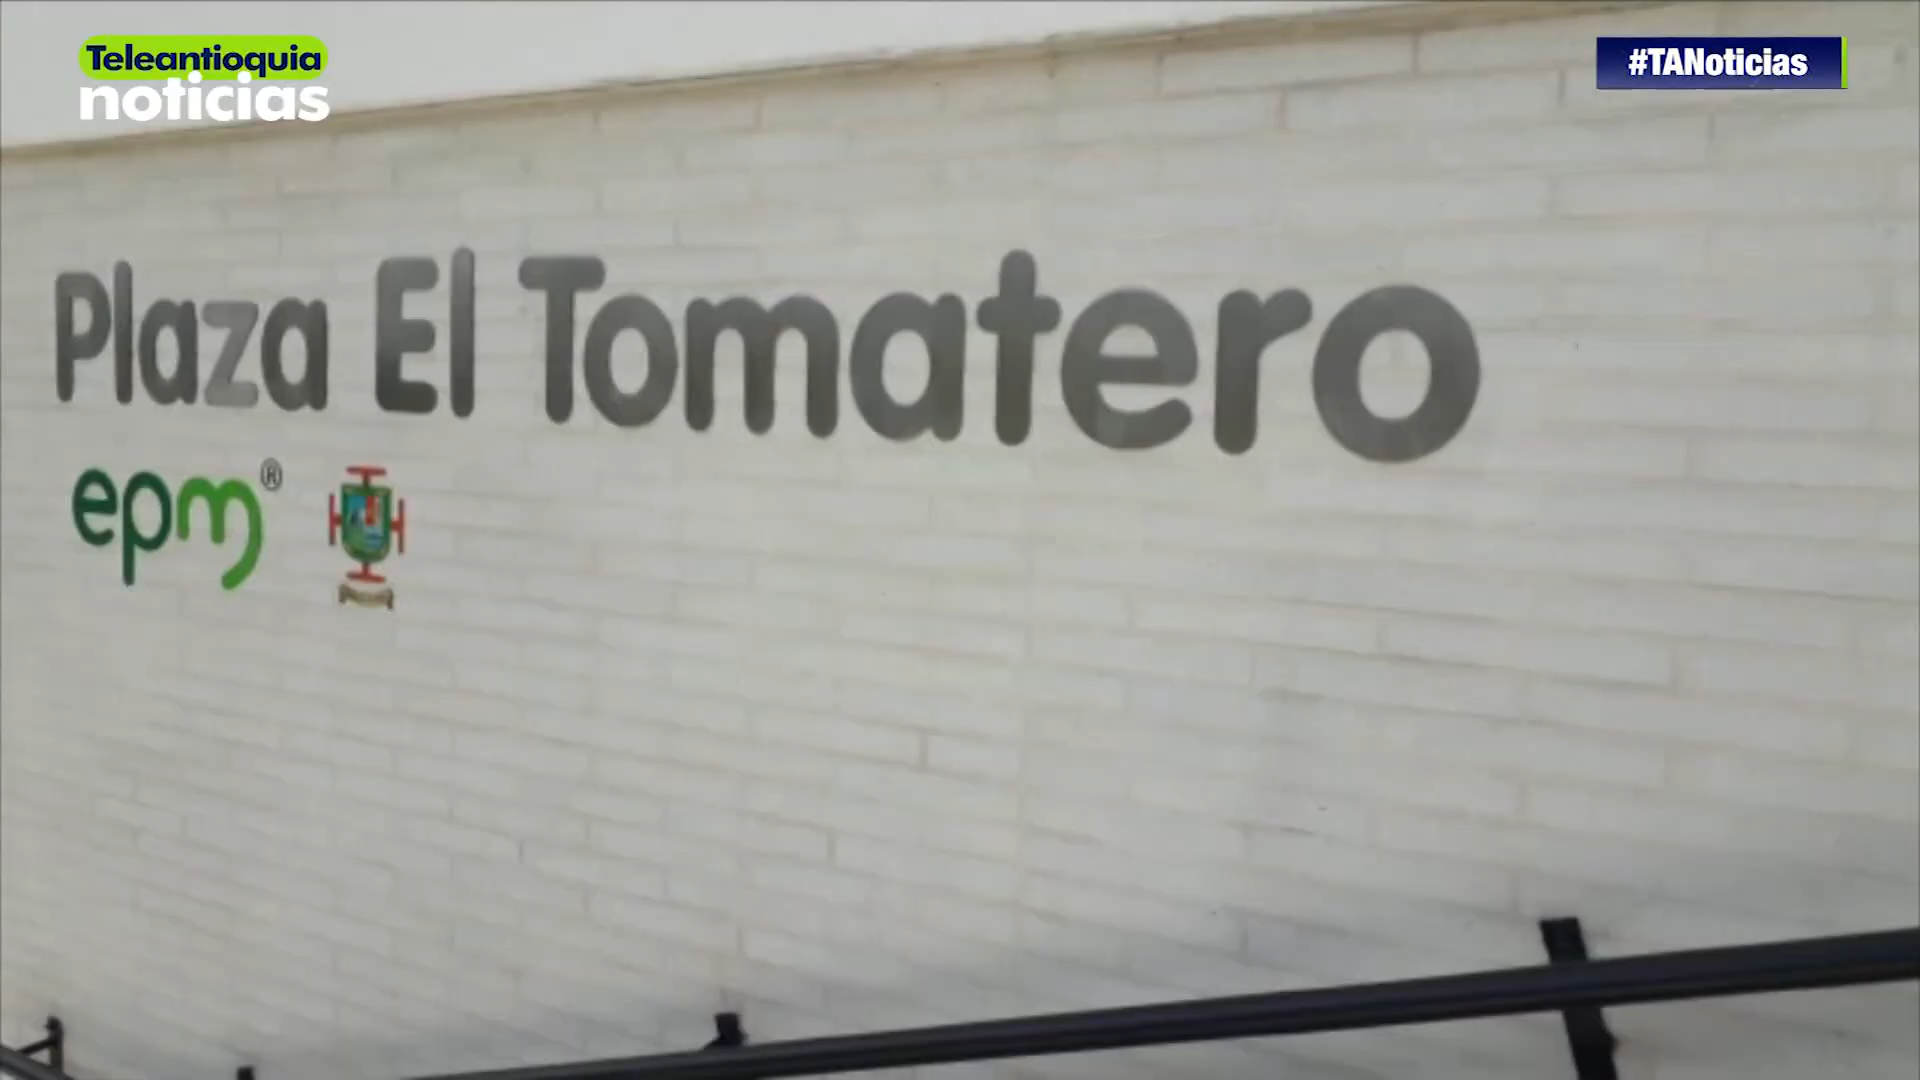 Teleantioquia
noticias
#TANoticias
Plaza El Tomatero
epm®